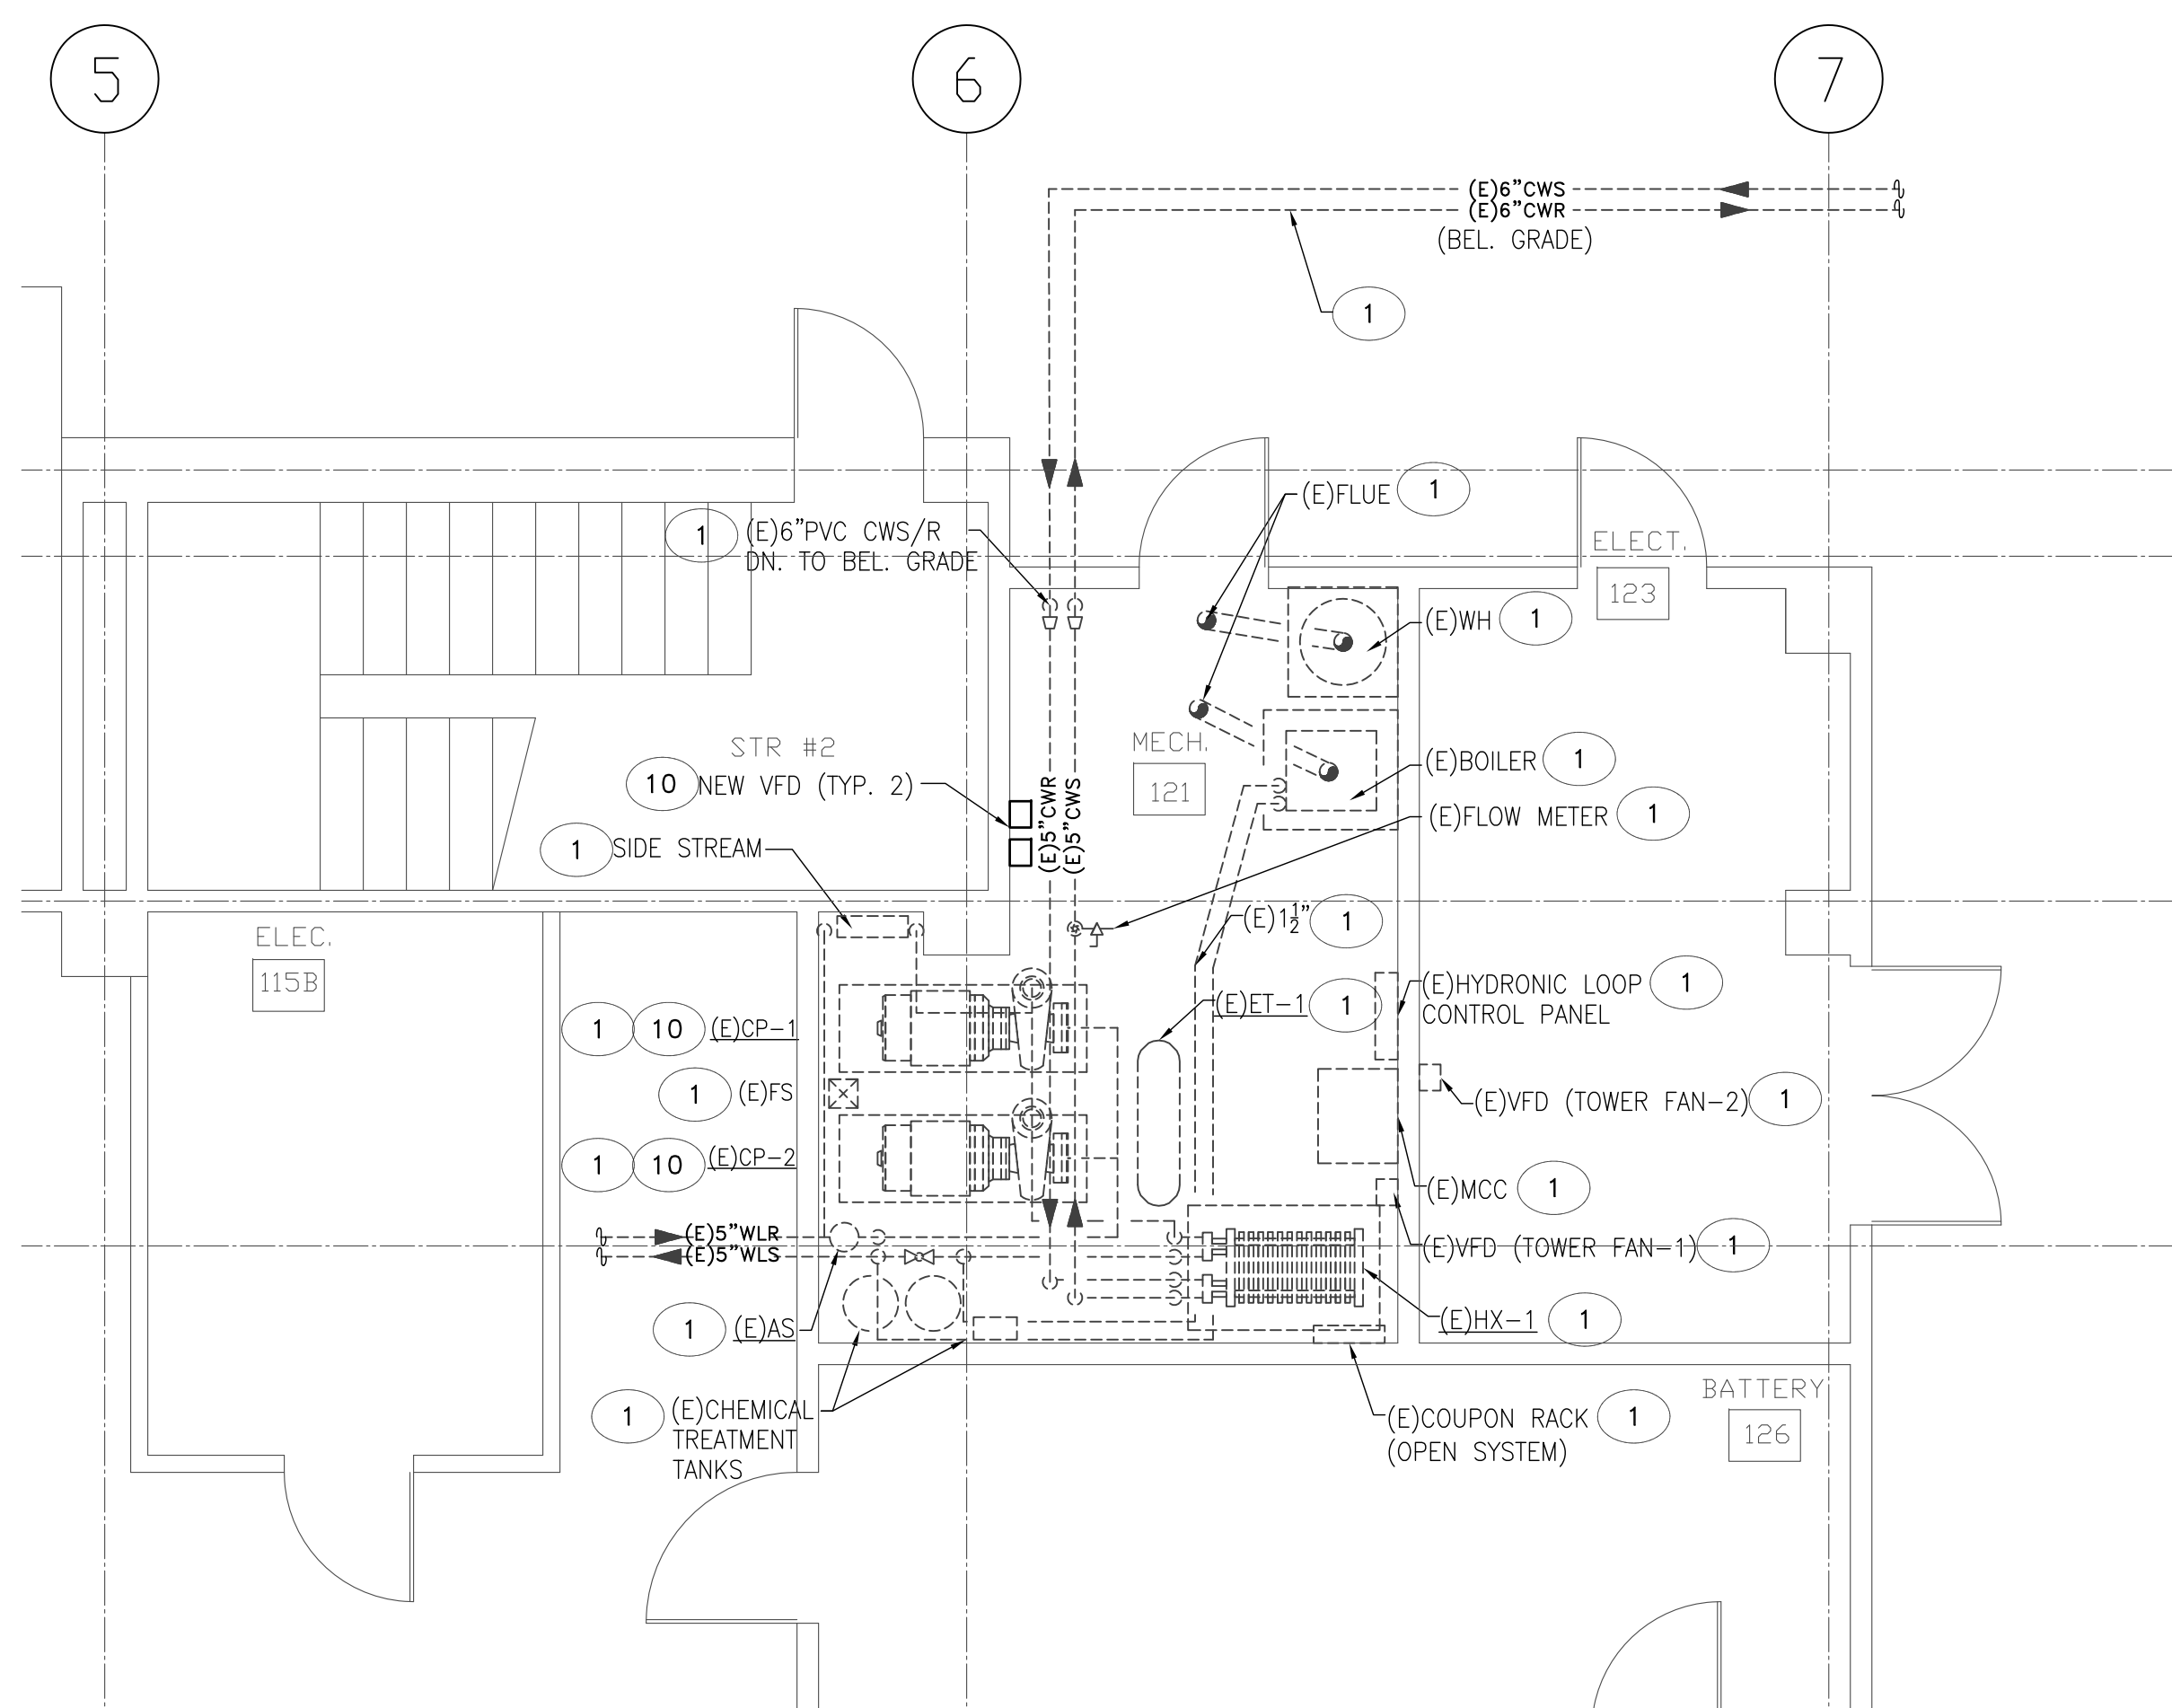 5
6
7
(E)6"CWS
(E)6"CWR
(BEL. GRADE)
1
(E)FLUE
1
1
(E)6"PVC CWS/R
DN. TO BEL. GRADE
ELECT.
123
(E)WH
1
STR #2
MECH.
121
10
NEW VFD (TYP. 2)
(E)5"CWR
(E)5"CWS
(E)BOILER
1
(E)FLOW METER
1
1
SIDE STREAM
(E)1½"
1
ELEC.
115B
(E)HYDRONIC LOOP
CONTROL PANEL
1
(E)ET-1
1
1
10
(E)CP-1
1
(E)FS
(E)VFD (TOWER FAN-2)
1
1
10
(E)CP-2
(E)MCC
1
(E)5"WLR
(E)5"WLS
(E)VFD (TOWER FAN-1)
1
1
(E)AS
(E)HX-1
1
1
(E)CHEMICAL
TREATMENT
TANKS
(E)COUPON RACK
(OPEN SYSTEM)
1
BATTERY
126